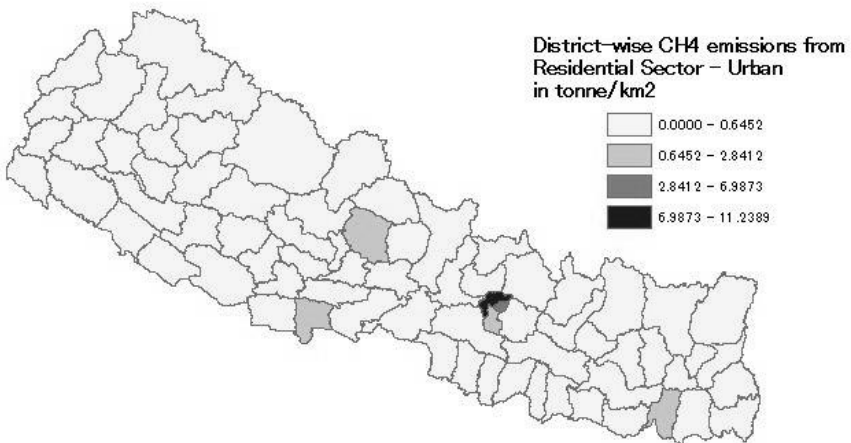 District-wise CH4 emissions from
Residential Sector - Urban
in tonne/km2
0.0000 - 0.6452
0.6452 - 2.8412
2.8412 - 6.9873
6.9873 - 11.2389